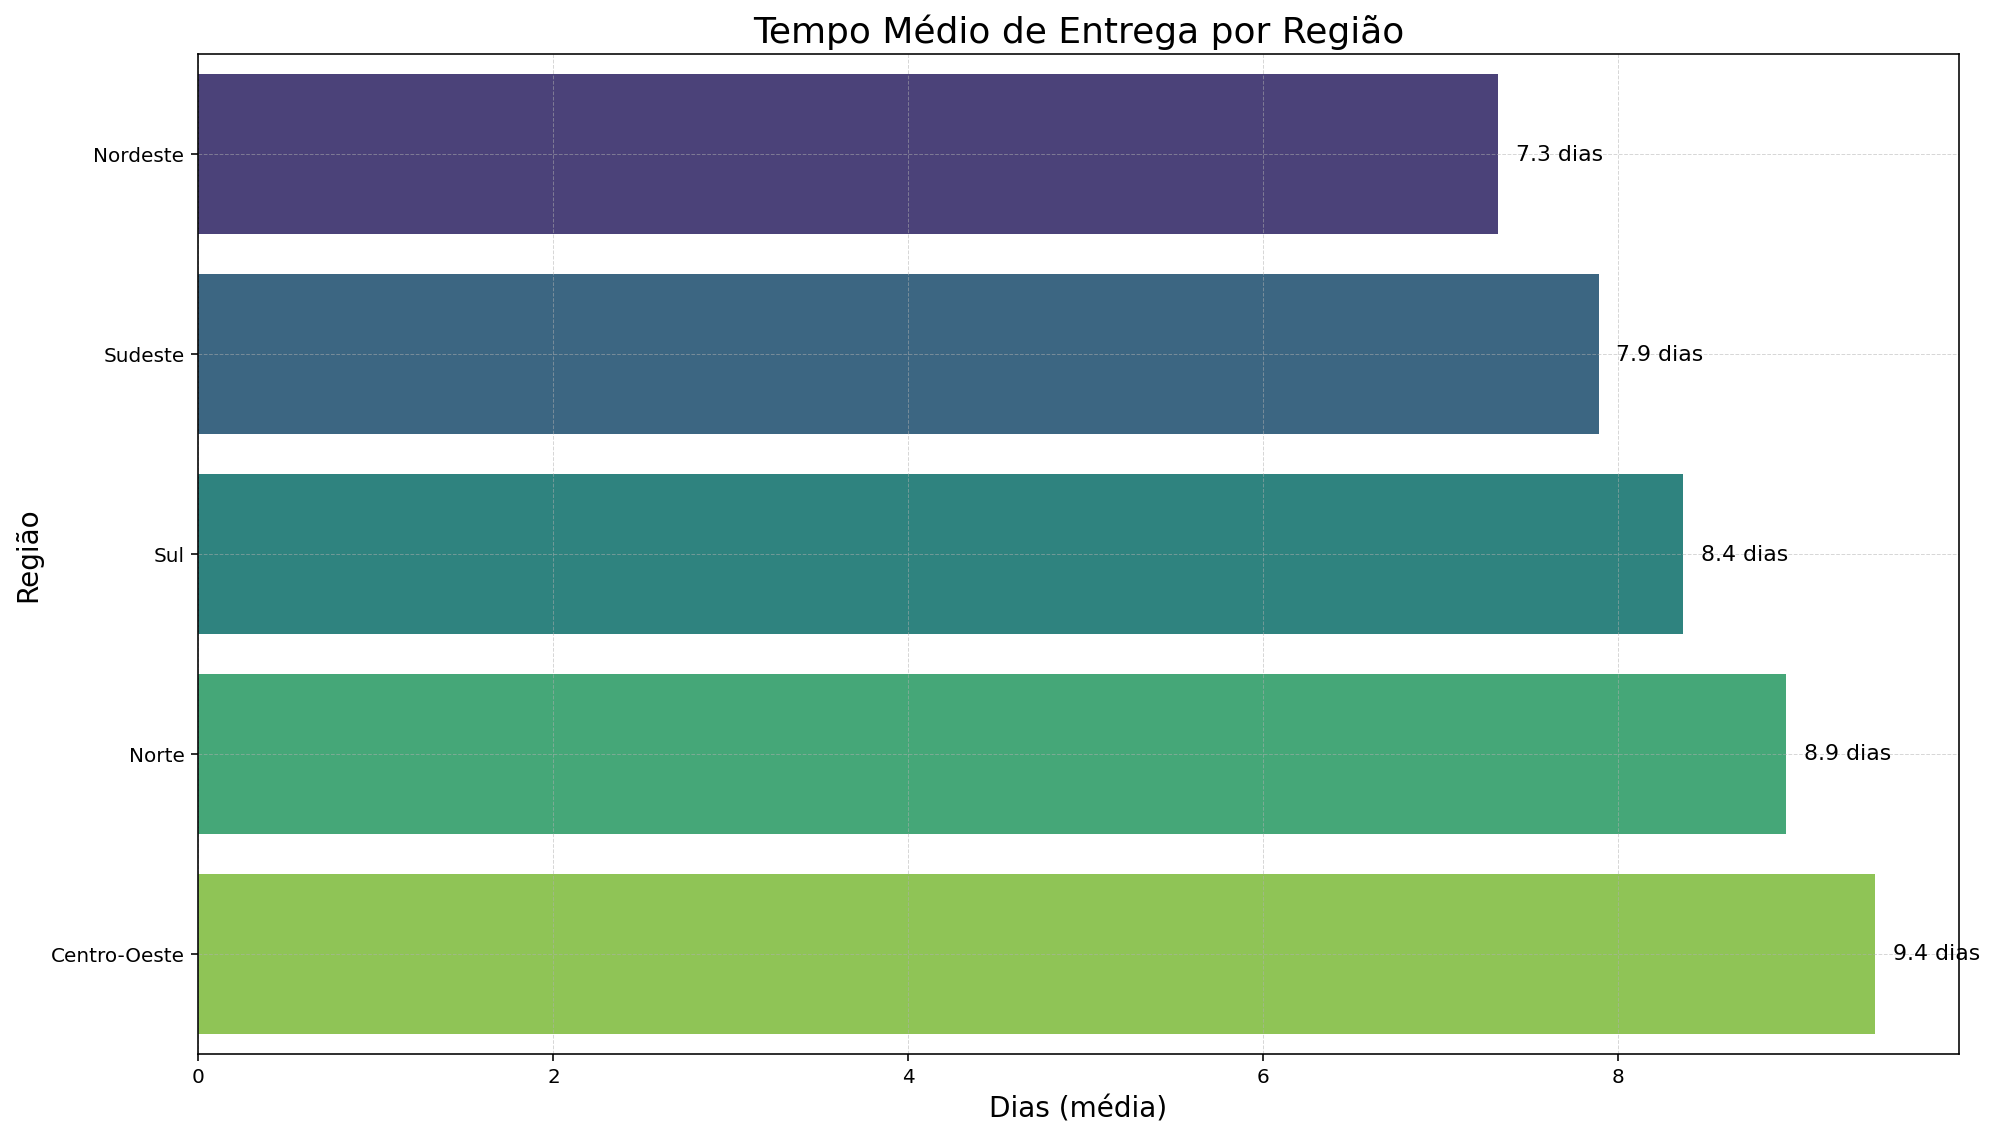 Tempo Médio de Entrega por Região
Nordeste
7.3 dias
Sudeste
7.9 dias
Sul
8.4 dias
Norte
8.9 dias
Centro-Oeste
9.4 dias
Região
0 2 4 6 8
Dias (média)